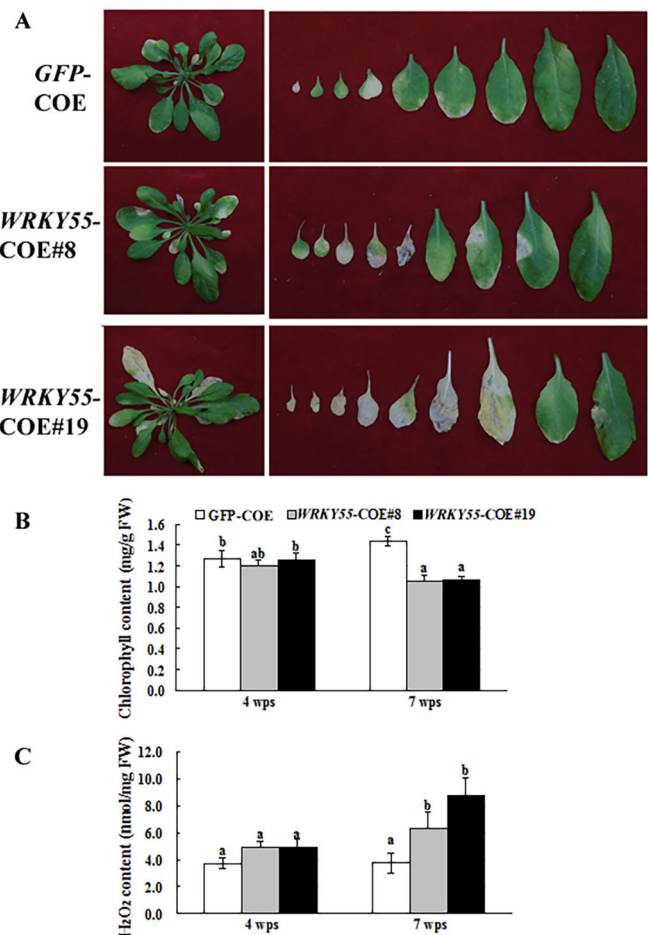 A
GFP-
COE
WRKY55-
COE#8
WRKY55-
COE#19
B
GFP-COE WRKY55-COE#8 WRKY55-COE#19
Chlorophyll content (mg/g FW)
1.6
1.4
1.2
1.0
0.8
0.6
0.4
0.2
0.0
b ab b c a a
4 wps 7 wps
C
H2O2 content (nmol/mg FW)
12.0
10.0
8.0
6.0
4.0
2.0
0.0
a a a a b b
4 wps 7 wps